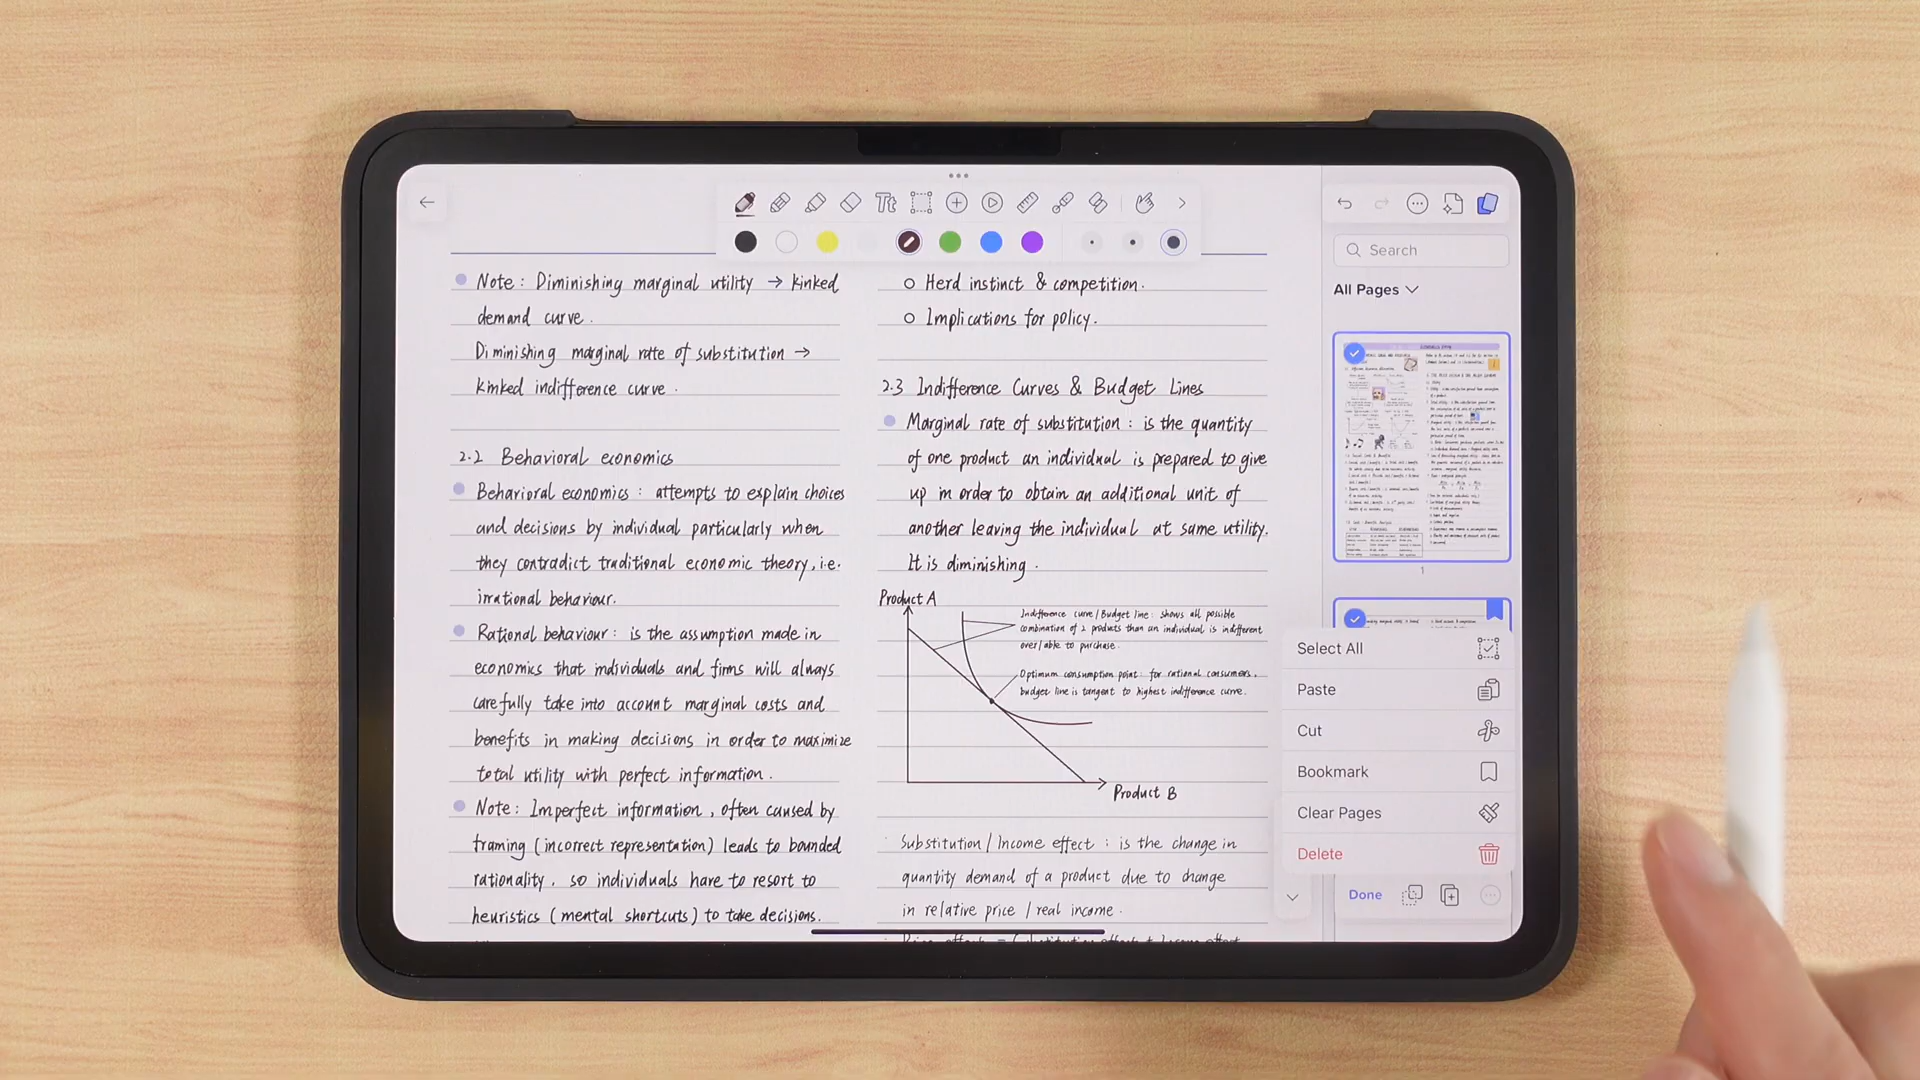 Tt
Note: Diminishing marginal utility → kinked
demand curve.
Diminishing marginal rate of substitution →
kinked indifference curve.
2.2 Behavioral economics
Behavioral economics: attempts to explain choices
and decisions by individual particularly when
they contradict traditional economic theory, i.e.
irrational behaviour.
Rational behaviour: is the assumption made in
economics that individuals and firms will always
carefully take into account marginal costs and
benefits in making decisions in order to maximize
total utility with perfect information.
Note: Imperfect information, often caused by
framing (incorrect representation) leads to bounded
rationality. so individuals have to resort to
heuristics (mental shortcuts) to take decisions.
Herd instinct & competition.
Implications for policy.
2.3 Indifference Curves & Budget Lines
Marginal rate of substitution: is the quantity
of one product an individual is prepared to give
up in order to obtain an additional unit of
another leaving the individual at same utility.
It is diminishing.
Product A
Indifference curve/Budget line: shows all possible
combination of 2 products than an individual is indifferent
over/able to purchase.
Optimum consumption point: for rational consumers,
budget line is tangent to highest indifference curve.
Product B
Substitution/Income effect: is the change in
quantity demand of a product due to change
in relative price / real income.
Search
All Pages
1
Select All
Paste
Cut
Bookmark
Clear Pages
Delete
Done